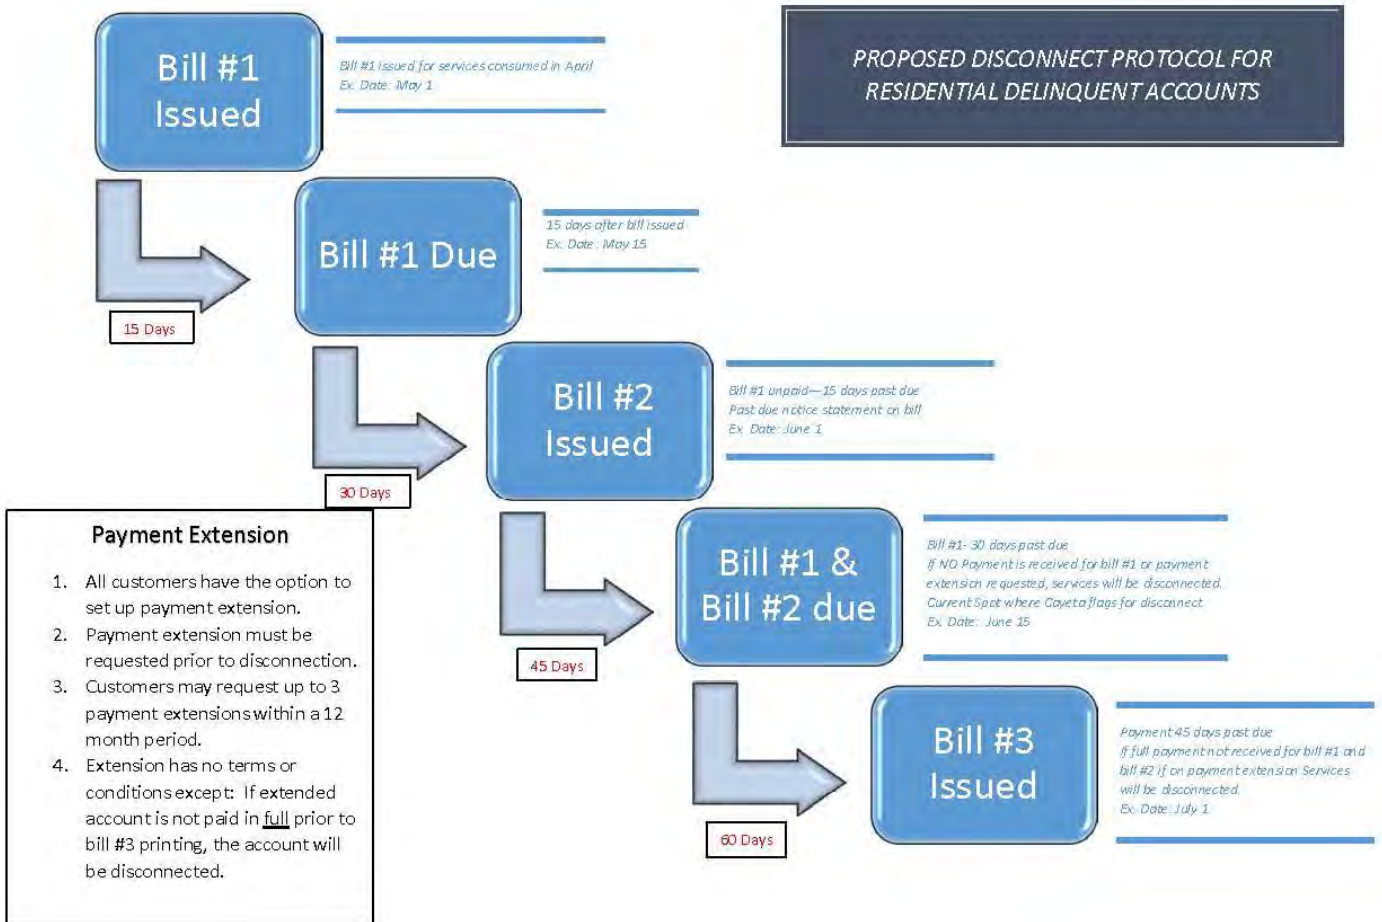 PROPOSED DISCONNECT PROTOCOL FOR
RESIDENTIAL DELINQUENT ACCOUNTS
Bill #1
Issued
Bill #1 issued for services consumed in April
Ex. Date: May 1
15 Days
Bill #1 Due
15 days after bill issued
Ex. Date: May 15
30 Days
Bill #2
Issued
Bill #1 unpaid—15 days past due
Past due notice statement on bill
Ex. Date: June 1
45 Days
Bill #1 &
Bill #2 due
Bill #1- 30 days past due
If NO Payment is received for bill #1 or payment
extension requested, services will be disconnected.
Current Spot where Cayeta flags for disconnect
Ex. Date: June 15
60 Days
Bill #3
Issued
Payment 45 days past due
If full payment not received for bill #1 and
bill #2 if on payment extension Services
will be disconnected.
Ex. Date: July 1
Payment Extension
1. All customers have the option to
set up payment extension.
2. Payment extension must be
requested prior to disconnection.
3. Customers may request up to 3
payment extensions within a 12
month period.
4. Extension has no terms or
conditions except: If extended
account is not paid in full prior to
bill #3 printing, the account will
be disconnected.